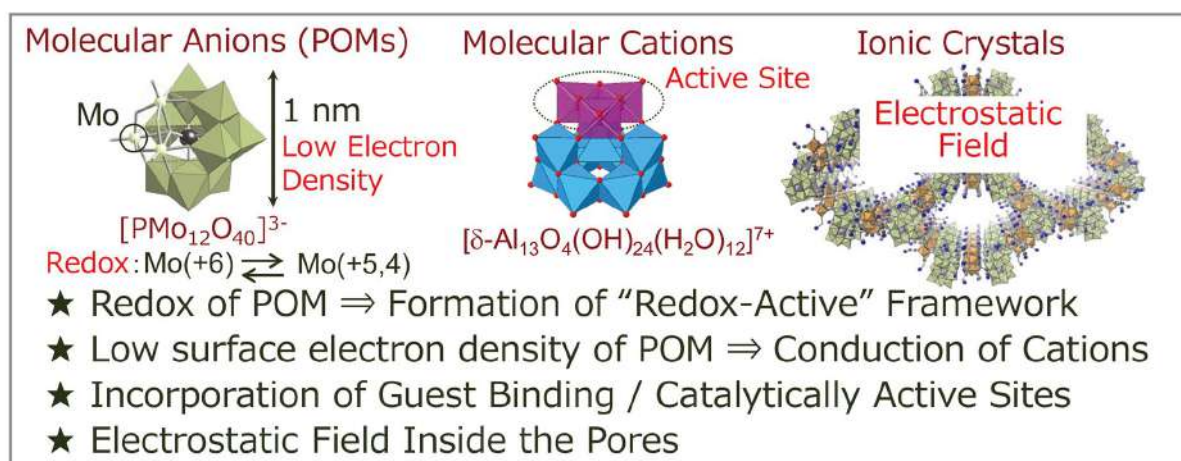 Molecular Anions (POMs)
Mo
1 nm
Low Electron
Density
[PMo₁₂O₄₀]³⁻
Redox:Mo(+6) ⇄ Mo(+5,4)
Molecular Cations
Active Site
[δ-Al₁₃O₄(OH)₂₄(H₂O)₁₂]⁷⁺
Ionic Crystals
Electrostatic
Field
★ Redox of POM ⇒ Formation of “Redox-Active” Framework
★ Low surface electron density of POM ⇒ Conduction of Cations
★ Incorporation of Guest Binding / Catalytically Active Sites
★ Electrostatic Field Inside the Pores